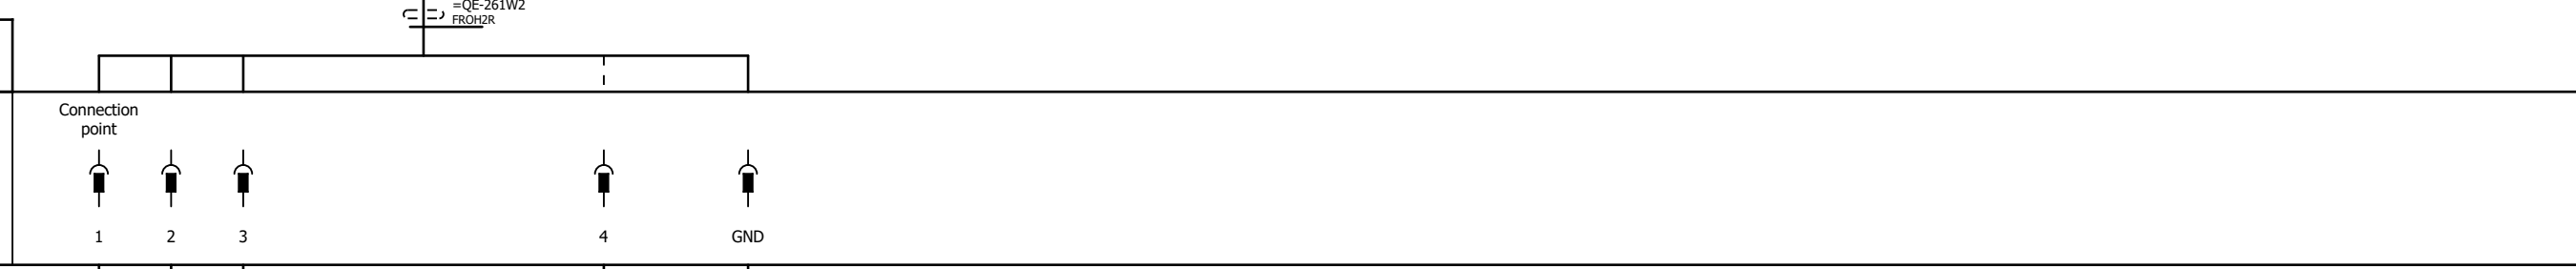 =QE-261W2
FROH2R
Connection
point
1 2 3 4 GND